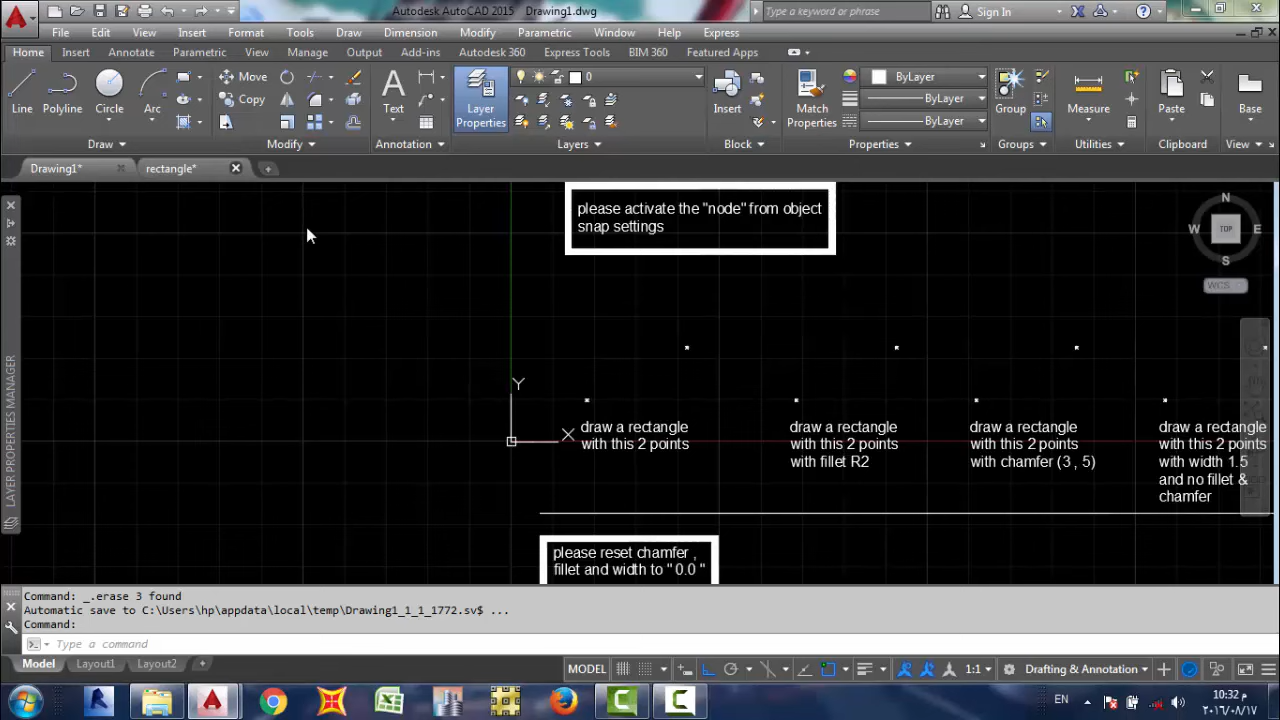 Autodesk AutoCAD 2015 Drawing1.dwg
Type a keyword or phrase
Sign In
File Edit View Insert Format Tools Draw Dimension Modify Parametric Window Help Express
Home Insert Annotate Parametric View Manage Output Add-ins Autodesk 360 Express Tools BIM 360 Featured Apps
Move
Copy
0
ByLayer
ByLayer
ByLayer
Line Polyline Circle Arc
Text
Layer
Properties
Insert
Match
Properties
Group
Measure
Paste
Base
Draw Modify Annotation Layers Block Properties Groups Utilities Clipboard View
Drawing1* rectangle*
please activate the "node" from object
snap settings
N
W TOP E
S
WCS
LAYER PROPERTIES MANAGER
Y
X
draw a rectangle
with this 2 points
draw a rectangle
with this 2 points
with fillet R2
draw a rectangle
with this 2 points
with chamfer (3 , 5)
draw a rectangle
with this 2 points
with width 1.5
and no fillet &
chamfer
please reset chamfer ,
fillet and width to " 0.0 "
Command: _.erase 3 found
Automatic save to C:\Users\hp\appdata\local\temp\Drawing1_1_1_1772.sv$ ...
Command:
Type a command
Model Layout1 Layout2
MODEL
1:1
Drafting & Annotation
EN
10:32 م
٢٠١٦/٠٨/١٧